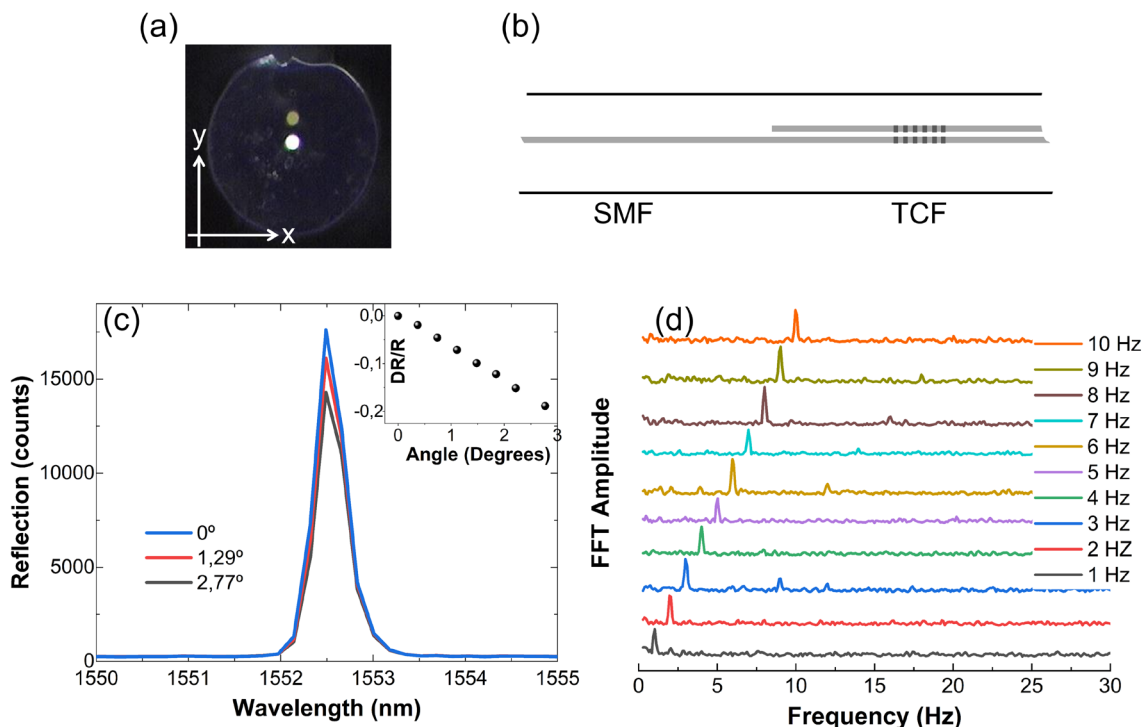 (a)
y
x
(b)
SMF
TCF
(c)
Reflection (counts)
15000
10000
5000
0
0º
1,29º
2,77º
1550
1551
1552
1553
1554
1555
Wavelength (nm)
DR/R
0,0
-0,1
-0,2
0
1
2
3
Angle (Degrees)
(d)
FFT Amplitude
10 Hz
9 Hz
8 Hz
7 Hz
6 Hz
5 Hz
4 Hz
3 Hz
2 HZ
1 Hz
0
5
10
15
20
25
30
Frequency (Hz)